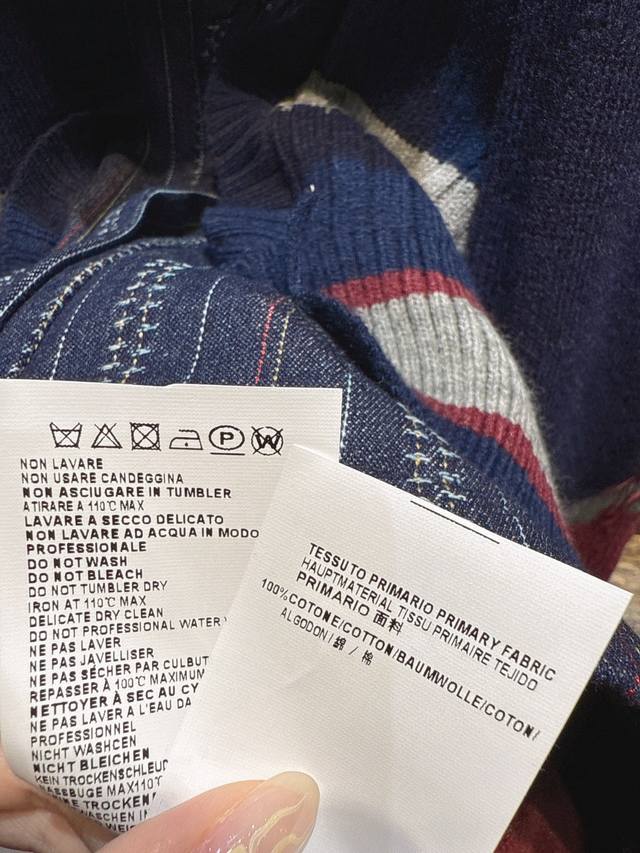 P
W
NON LAVARE
NON USARE CANDEGGINA
NON ASCIUGARE IN TUMBLER
ATIRARE A 110°C MAX
LAVARE A SECCO DELICATO
NON LAVARE AD ACQUA IN MODO
PROFESSIONALE
DO NOT WASH
DO NOT BLEACH
DO NOT TUMBLER DRY
IRON AT 110°C MAX
DELICATE DRY CLEAN
DO NOT PROFESSIONAL WATER
NE PAS LAVER
NE PAS JAVELLISER
NE PAS SÉCHER PAR CULBUT
REPASSER À 100°C MAXIMUM
NETTOYER À SEC AU CY
NE PAS LAVER A L'EAU DA
PROFESSIONNEL
NICHT WASHCEN
NICHT BLEICHEN
KEIN TROCKENSCHLEUD
MAX110°C
TROCKEN
TESSUTO PRIMARIO PRIMARY FABRIC
HAUPTMATERIAL TISSU PRIMAIRE TEJIDO
PRIMARIO 面料
100%COTONE/COTTON/BAUMWOLLE/COTON/
ALGODON/綿 / 棉